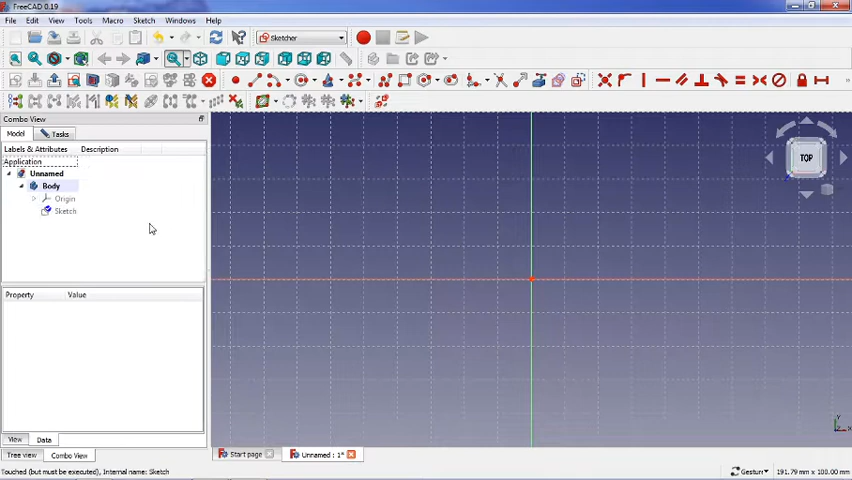 FreeCAD 0.19
File Edit View Tools Macro Sketch Windows Help
Sketcher
Combo View
Model Tasks
Labels & Attributes Description
Application
Unnamed
Body
Origin
Sketch
TOP
Property Value
View Data
Tree view Combo View
Start page Unnamed : 1*
Y
X
Touched (but must be executed), Internal name: Sketch
Gesture 191.79 mm x 100.00 mm